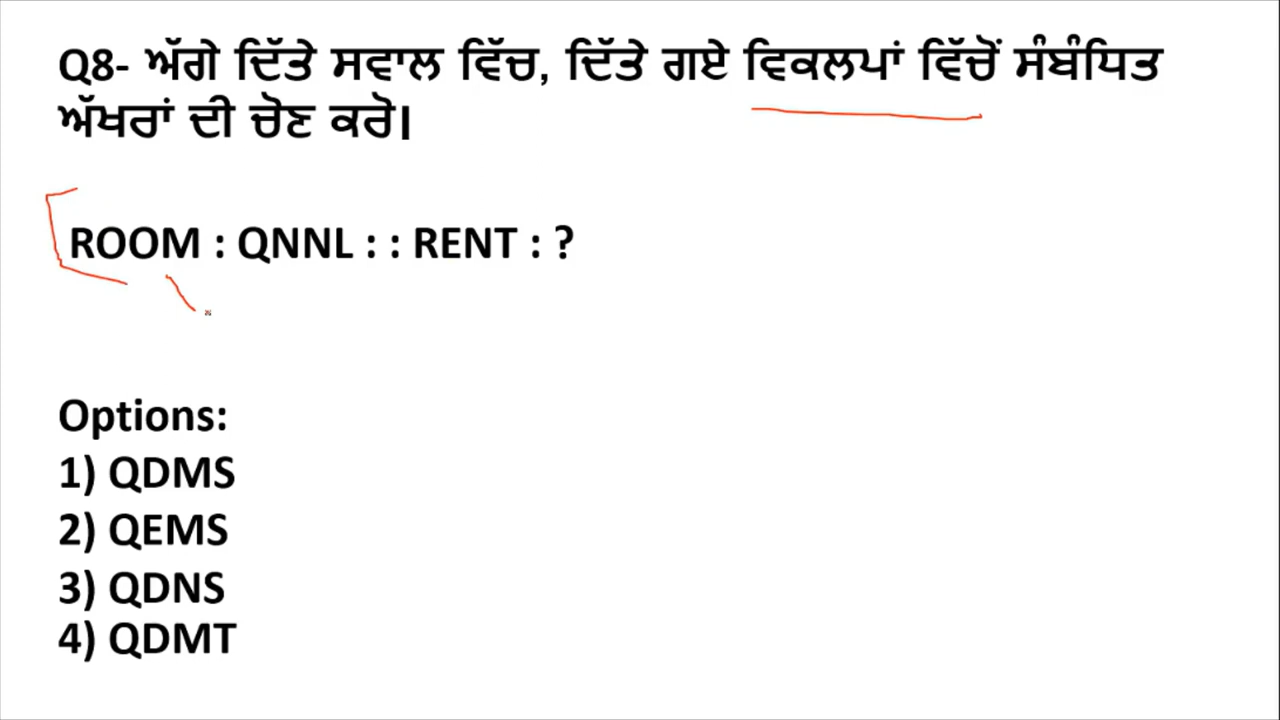 Q8- ਅੱਗੇ ਦਿੱਤੇ ਸਵਾਲ ਵਿੱਚ, ਦਿੱਤੇ ਗਏ ਵਿਕਲਪਾਂ ਵਿੱਚੋਂ ਸੰਬੰਧਿਤ
ਅੱਖਰਾਂ ਦੀ ਚੋਣ ਕਰੋ।
ROOM : QNNL : : RENT : ?
Options:
1) QDMS
2) QEMS
3) QDNS
4) QDMT